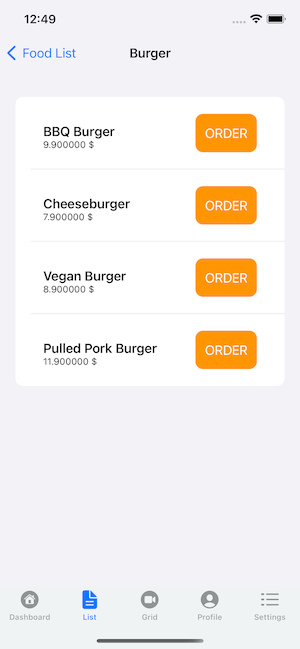 12:49
Food List
Burger
BBQ Burger
9.900000 $
ORDER
Cheeseburger
7.900000 $
ORDER
Vegan Burger
8.900000 $
ORDER
Pulled Pork Burger
11.900000 $
ORDER
Dashboard
List
Grid
Profile
Settings